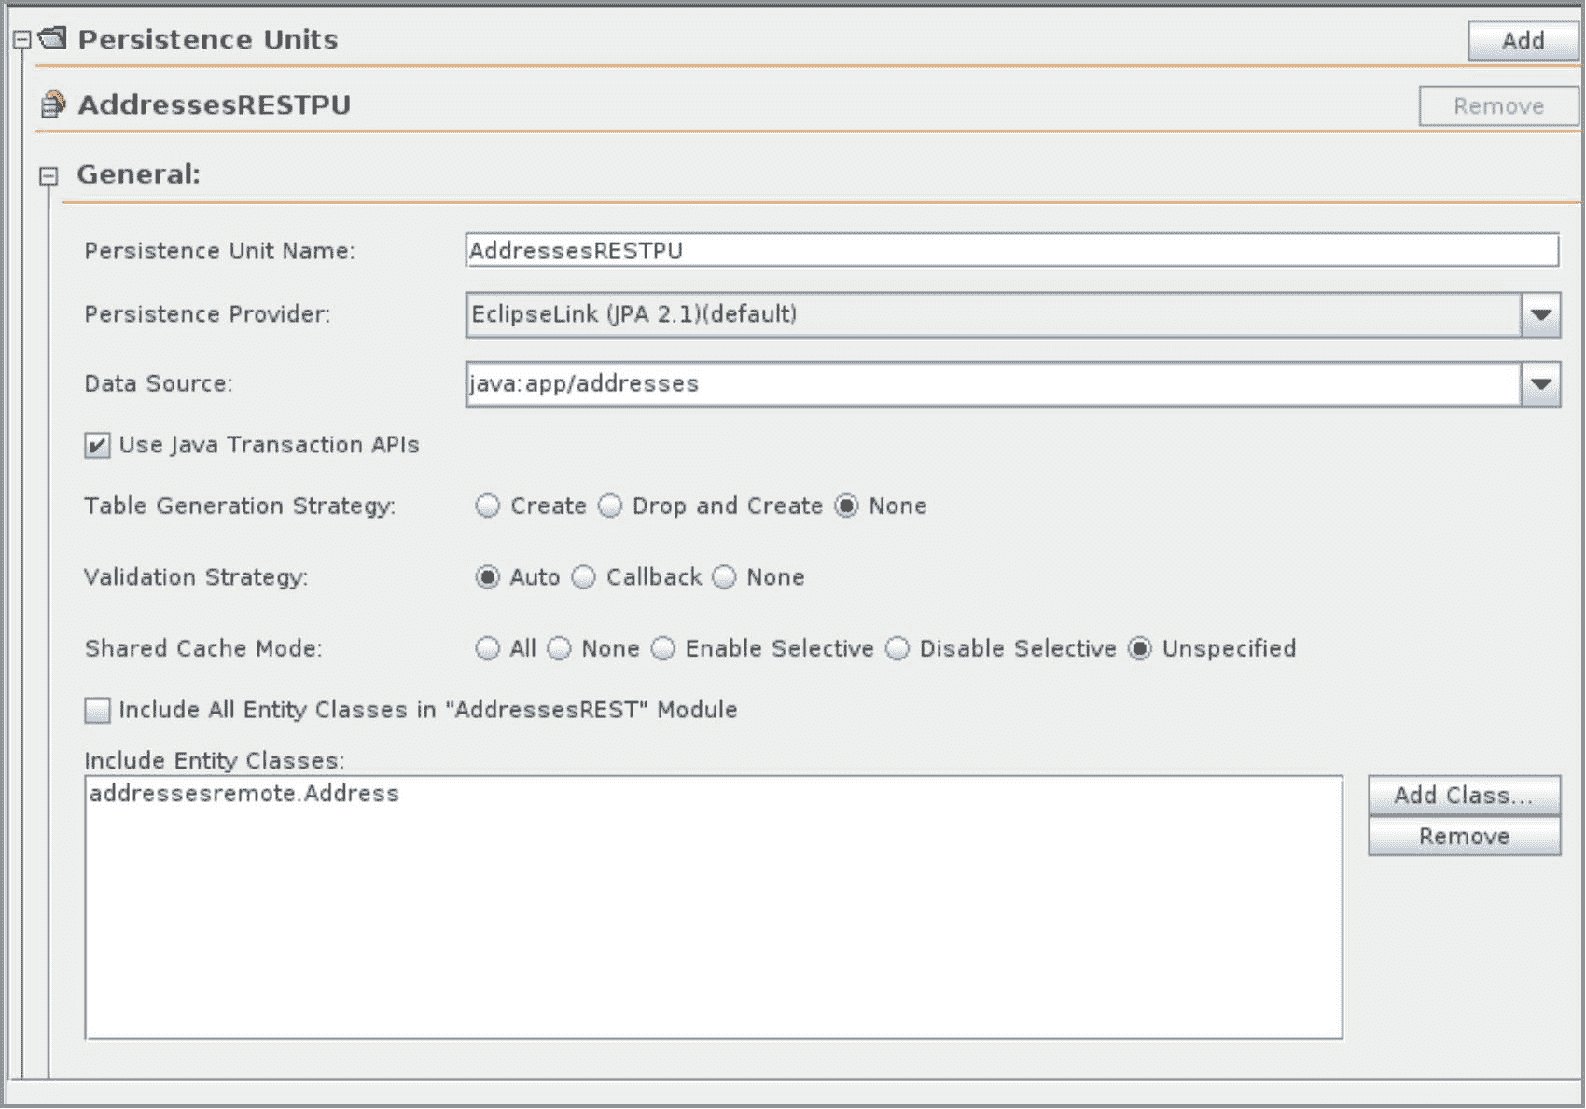 Persistence Units
Add
AddressesRESTPU
Remove
General:
Persistence Unit Name: AddressesRESTPU
Persistence Provider: EclipseLink (JPA 2.1)(default)
Data Source: java:app/addresses
Use Java Transaction APIs
Table Generation Strategy: Create Drop and Create None
Validation Strategy: Auto Callback None
Shared Cache Mode: All None Enable Selective Disable Selective Unspecified
Include All Entity Classes in "AddressesREST" Module
Include Entity Classes:
addressesremote.Address
Add Class...
Remove